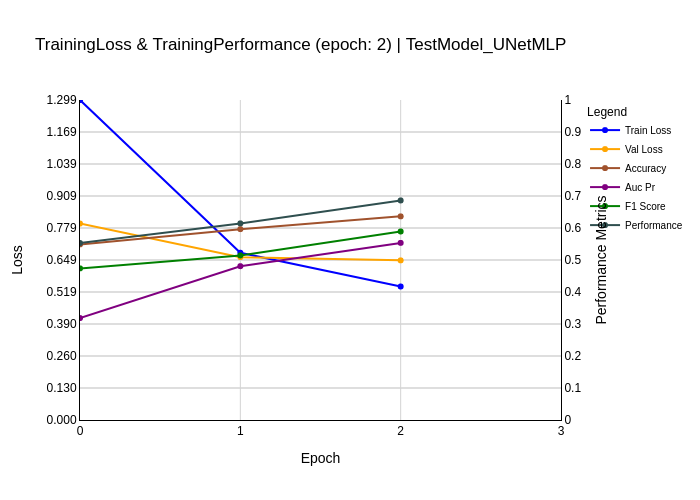 TrainingLoss & TrainingPerformance (epoch: 2) | TestModel_UNetMLP
Loss
1.299
1.169
1.039
0.909
0.779
0.649
0.519
0.390
0.260
0.130
0.000
0
1
2
3
Epoch
1
0.9
0.8
0.7
0.6
0.5
0.4
0.3
0.2
0.1
0
Performance Metrics
Legend
Train Loss
Val Loss
Accuracy
Auc Pr
F1 Score
Performance